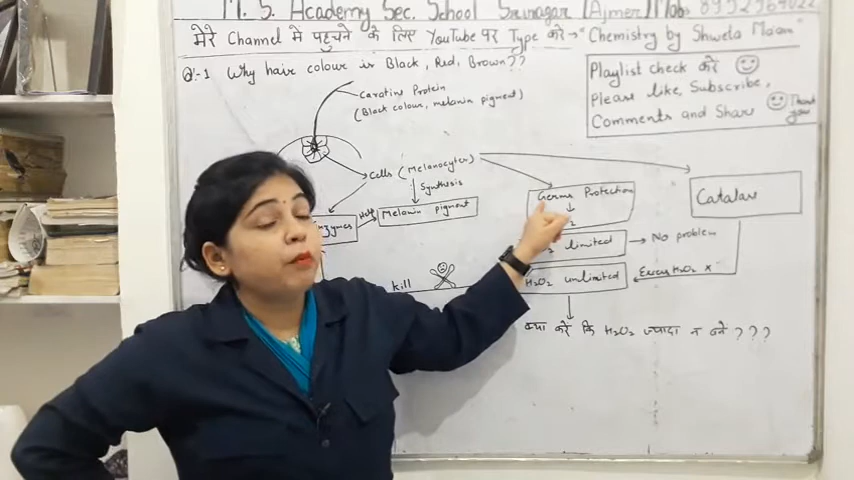 M. S. Academy Sec. School Srinagar (Ajmer) Mob. 8952964022
मेरे Channel मे पहुचने के लिए YouTube पर Type करे → "Chemistry by Shweta Ma'am"
Q.-1 Why hair colour is Black, Red, Brown??
Playlist check करें
Please like, Subscribe,
Comments and Share
Thank you
Caratine Protein
(Black colour, melanin pigment)
Cells (Melanocytes)
Synthesis
Help
Melanin pigment
Germs Protection
Catalase
limited → No problem
H₂O₂ unlimited
Excess H₂O₂ x
kill
क्या करे कि H₂O₂ ज्यादा न बने ???